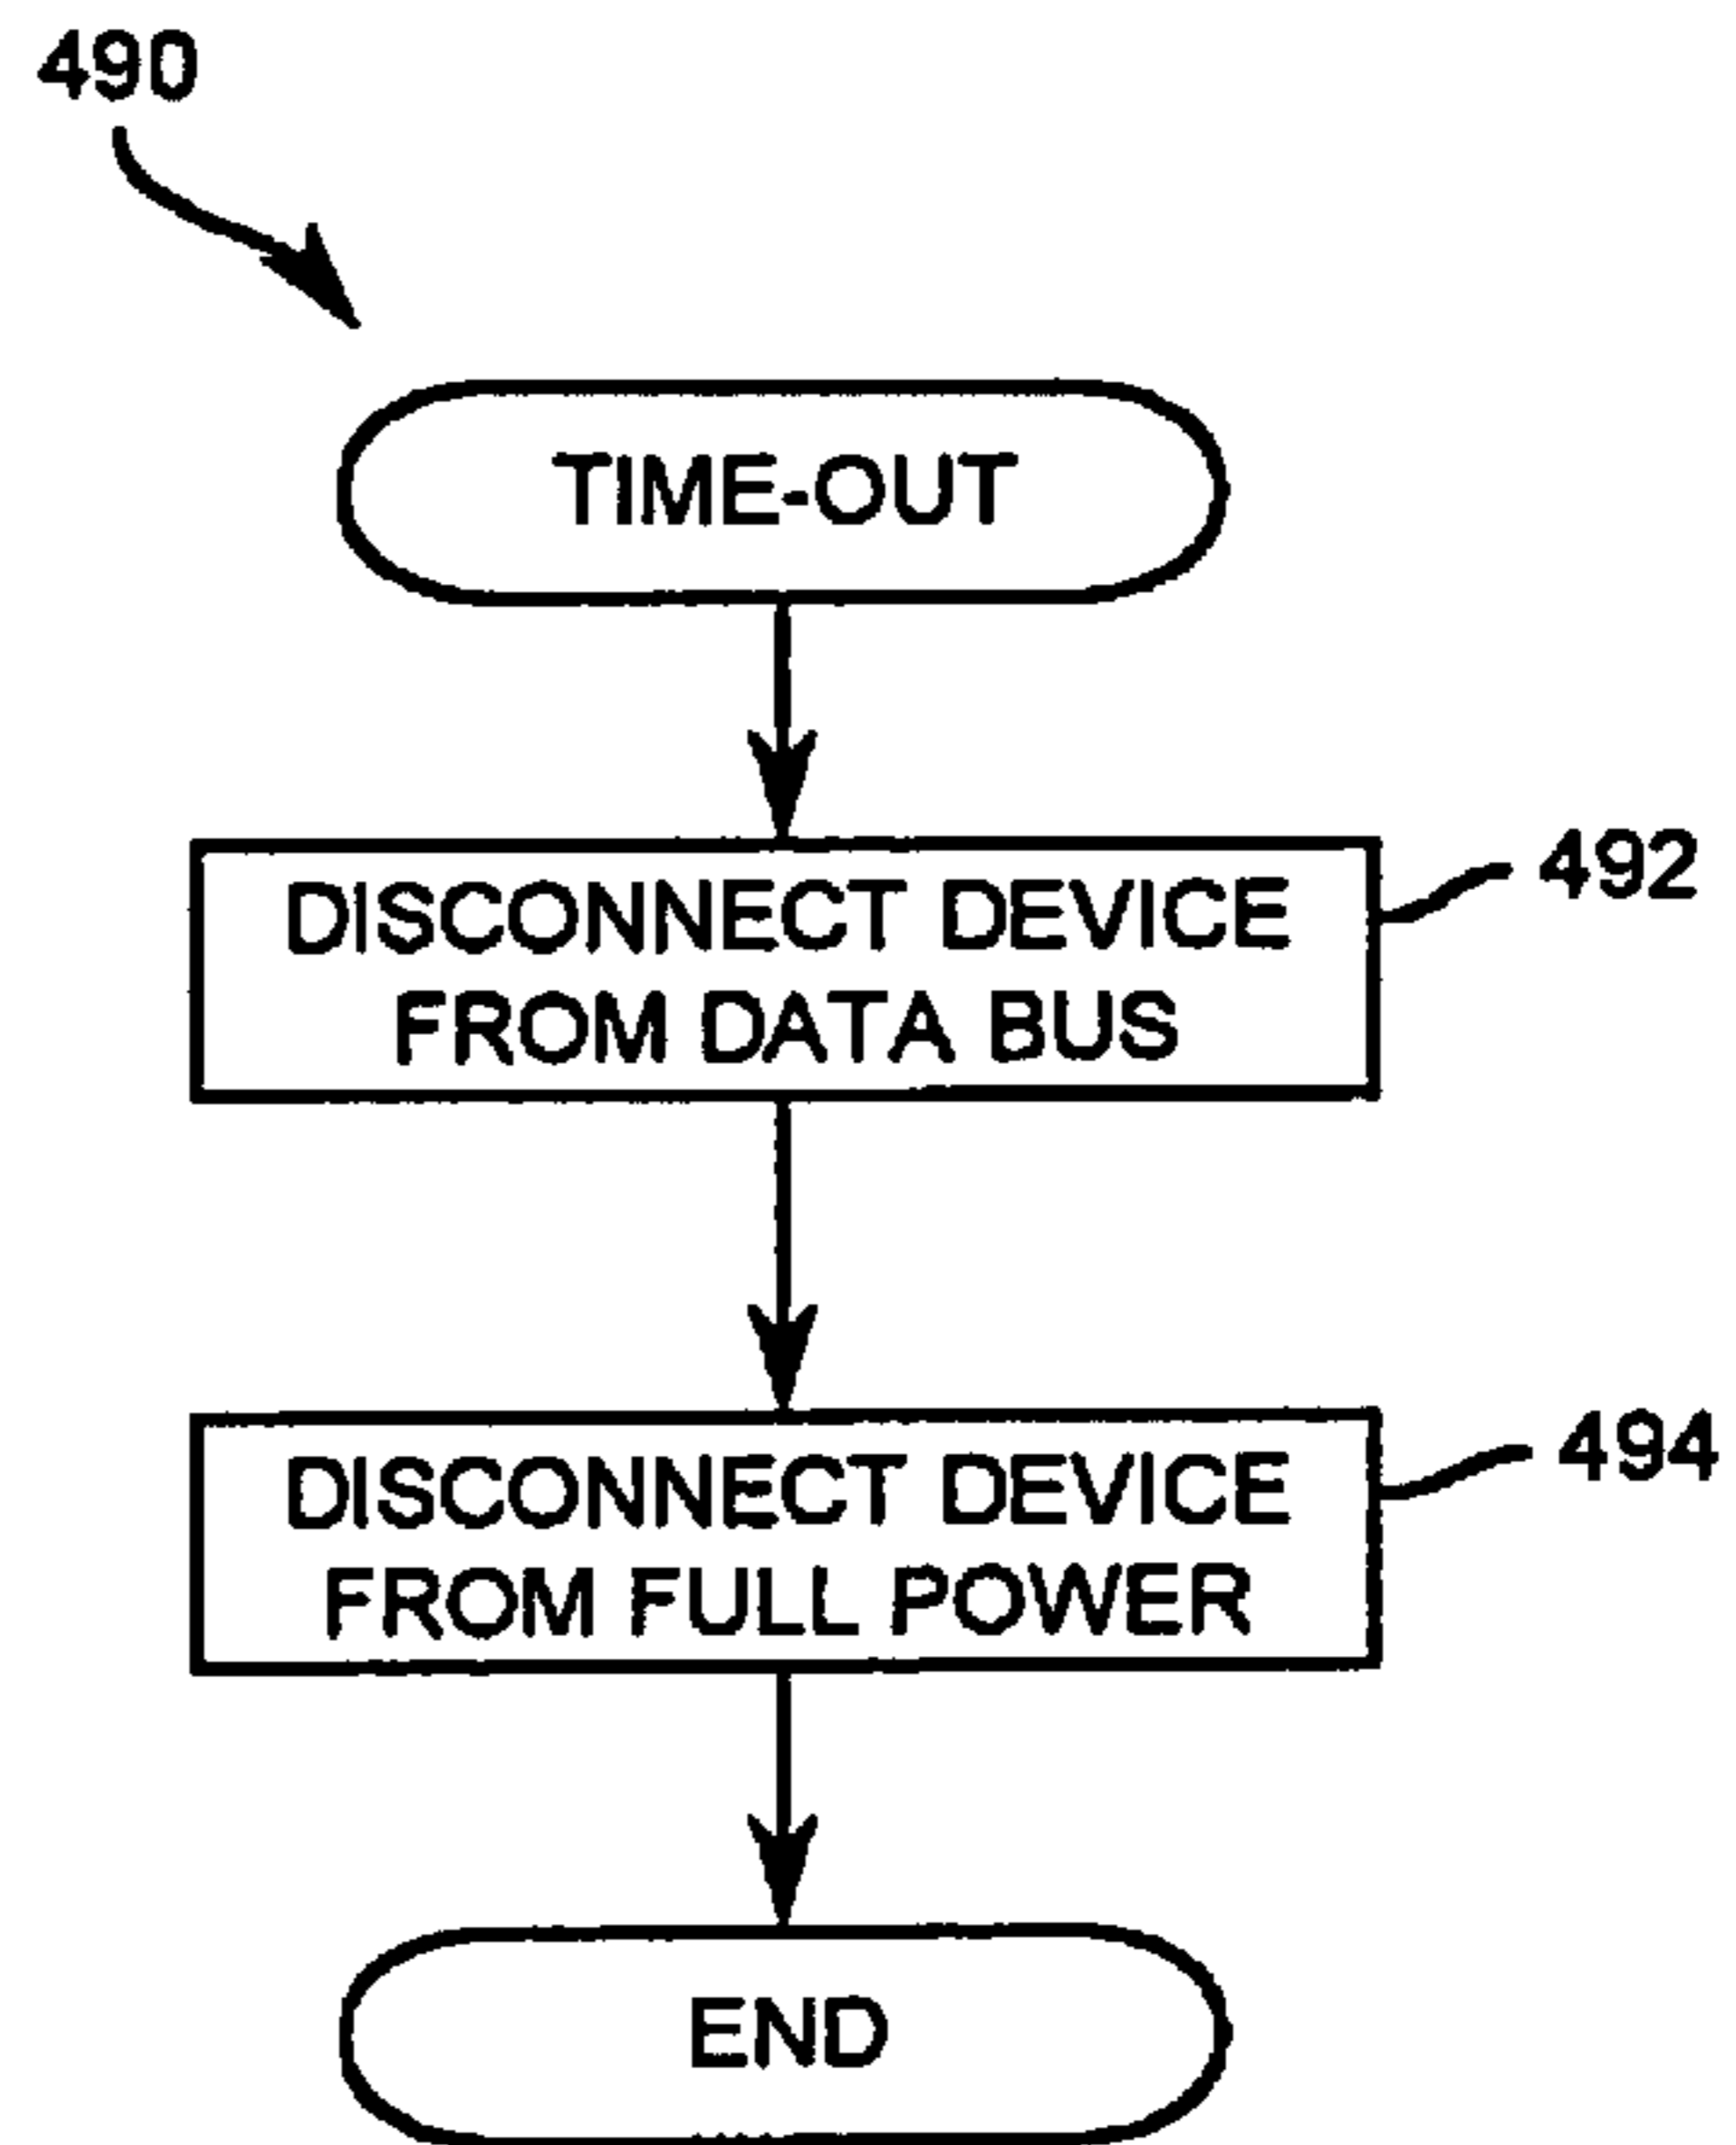 490
TIME-OUT
DISCONNECT DEVICE
FROM DATA BUS
492
DISCONNECT DEVICE
FROM FULL POWER
494
END